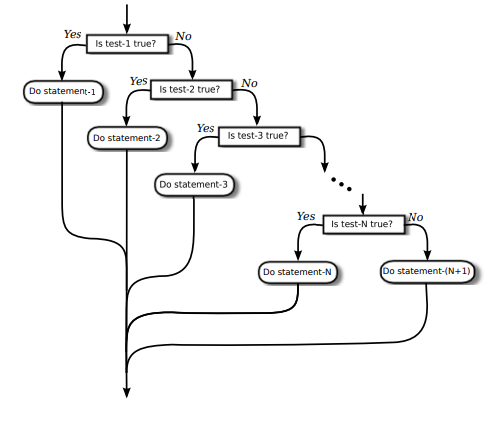 Yes
No
Is test-1 true?
Do statement-1
Yes
No
Is test-2 true?
Do statement-2
Yes
Is test-3 true?
Do statement-3
Yes
No
Is test-N true?
Do statement-N
Do statement-(N+1)